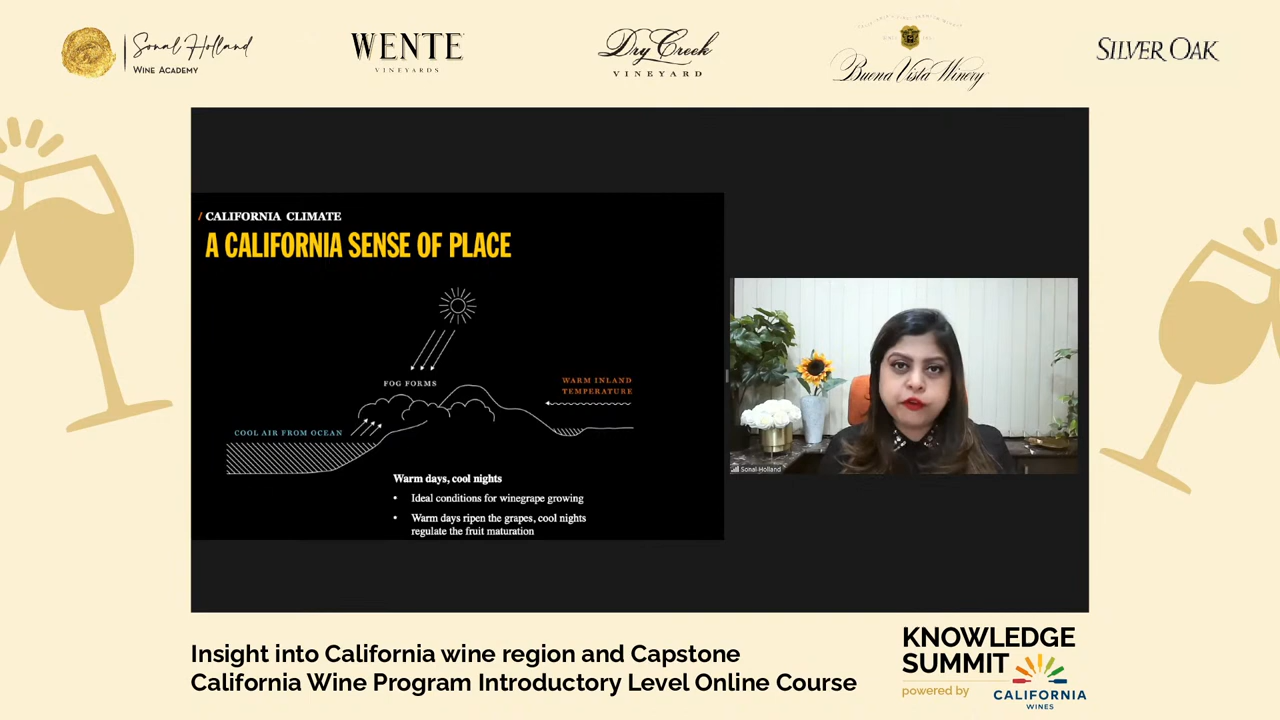 Sonal Holland
WINE ACADEMY
WENTE
VINEYARDS
Dry Creek
VINEYARD
Buena Vista Winery
SILVER OAK
/ CALIFORNIA CLIMATE
A CALIFORNIA SENSE OF PLACE
FOG FORMS
WARM INLAND
TEMPERATURE
COOL AIR FROM OCEAN
Warm days, cool nights
• Ideal conditions for winegrape growing
• Warm days ripen the grapes, cool nights
regulate the fruit maturation
Sonal Holland
Insight into California wine region and Capstone
California Wine Program Introductory Level Online Course
KNOWLEDGE
SUMMIT
powered by
CALIFORNIA
WINES